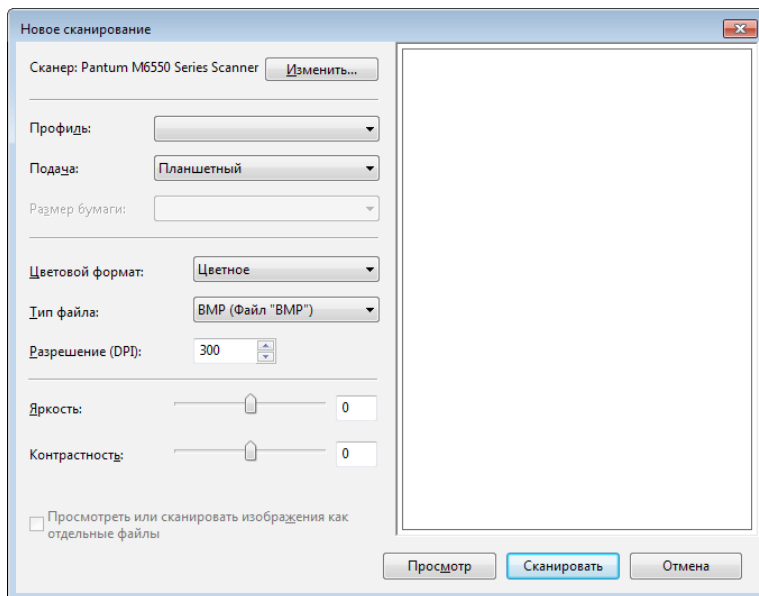 Новое сканирование
Сканер: Pantum M6550 Series Scanner Изменить...
Профиль:
Подача: Планшетный
Размер бумаги:
Цветовой формат: Цветное
Тип файла: BMP (Файл "BMP")
Разрешение (DPI): 300
Яркость: 0
Контрастность: 0
Просмотреть или сканировать изображения как
отдельные файлы
Просмотр Сканировать Отмена